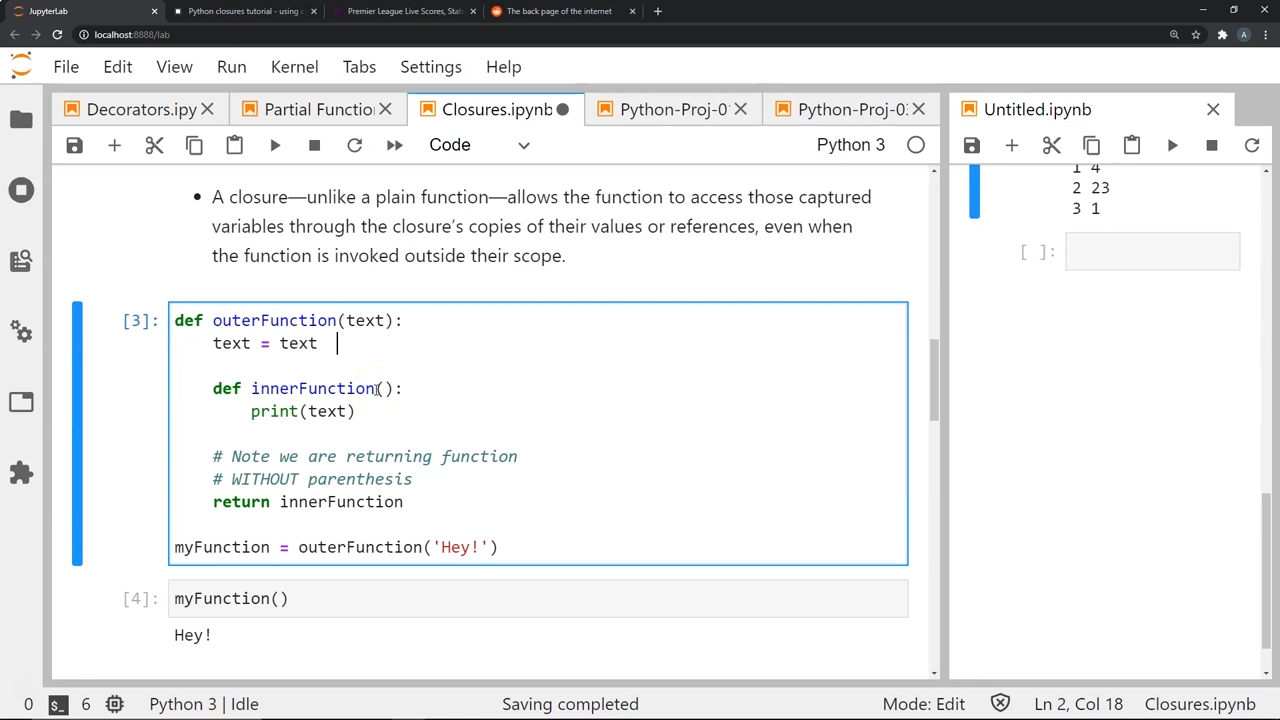 JupyterLab
Python closures tutorial - using c
Premier League Live Scores, Stat
The back page of the internet
localhost:8888/lab
A
File Edit View Run Kernel Tabs Settings Help
Decorators.ipy
Partial Functio
Closures.ipynb
Python-Proj-0
Python-Proj-0
Untitled.ipynb
Code
Python 3
A closure—unlike a plain function—allows the function to access those captured
variables through the closure's copies of their values or references, even when
the function is invoked outside their scope.
[3]:
def outerFunction(text):
text = text
def innerFunction():
print(text)
# Note we are returning function
# WITHOUT parenthesis
return innerFunction
myFunction = outerFunction('Hey!')
[4]:
myFunction()
Hey!
1 4
2 23
3 1
[ ]:
0
$_
6
Python 3 | Idle
Saving completed
Mode: Edit
Ln 2, Col 18
Closures.ipynb